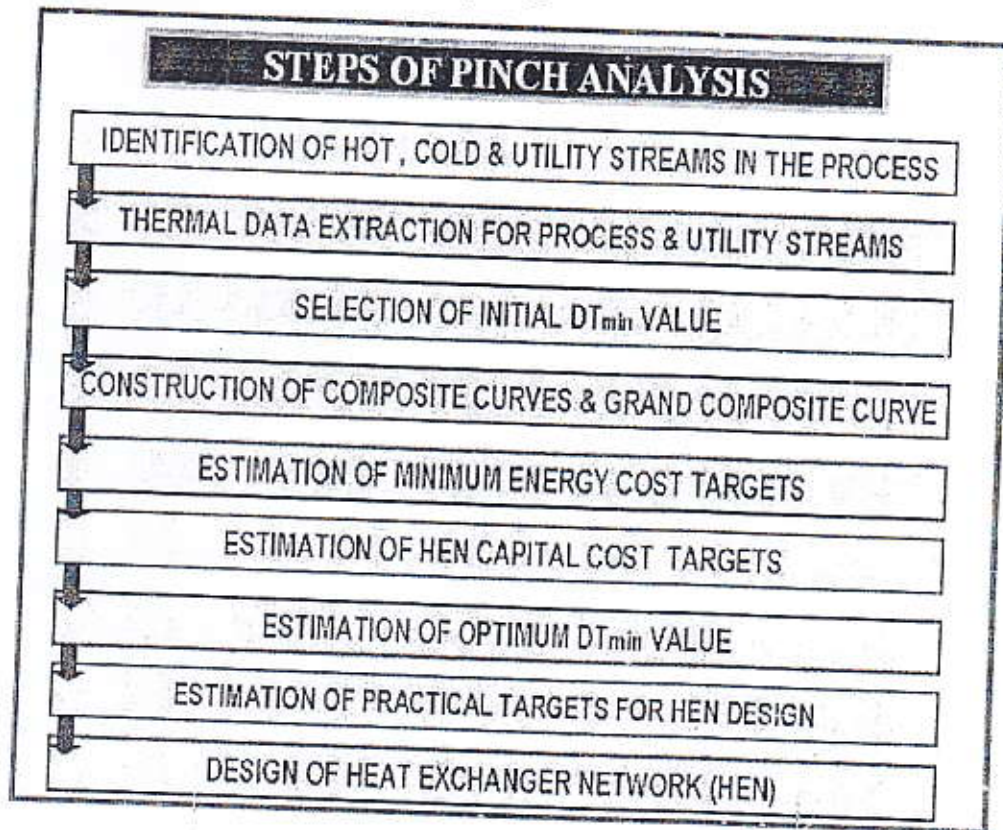 STEPS OF PINCH ANALYSIS
IDENTIFICATION OF HOT , COLD & UTILITY STREAMS IN THE PROCESS
THERMAL DATA EXTRACTION FOR PROCESS & UTILITY STREAMS
SELECTION OF INITIAL DTmin VALUE
CONSTRUCTION OF COMPOSITE CURVES & GRAND COMPOSITE CURVE
ESTIMATION OF MINIMUM ENERGY COST TARGETS
ESTIMATION OF HEN CAPITAL COST TARGETS
ESTIMATION OF OPTIMUM DTmin VALUE
ESTIMATION OF PRACTICAL TARGETS FOR HEN DESIGN
DESIGN OF HEAT EXCHANGER NETWORK (HEN)